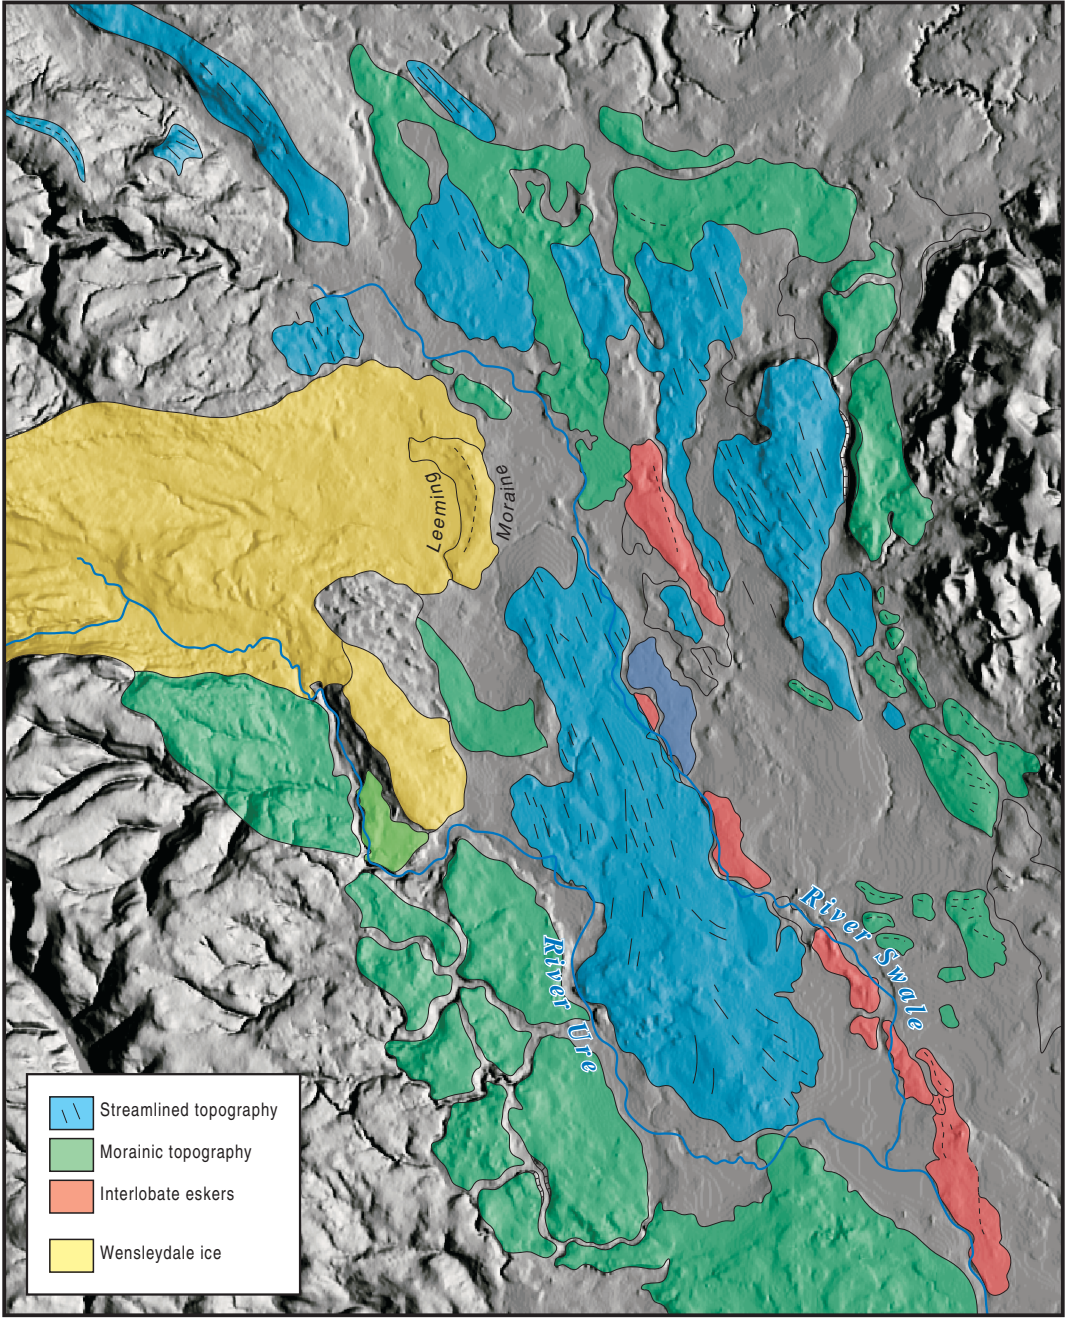 Leeming
Moraine
River Swale
River Ure
Streamlined topography
Morainic topography
Interlobate eskers
Wensleydale ice